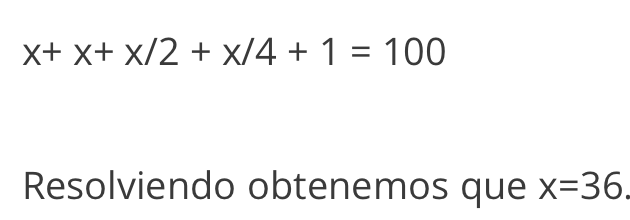 x+ x+ x/2 + x/4 + 1 = 100
Resolviendo obtenemos que x=36.